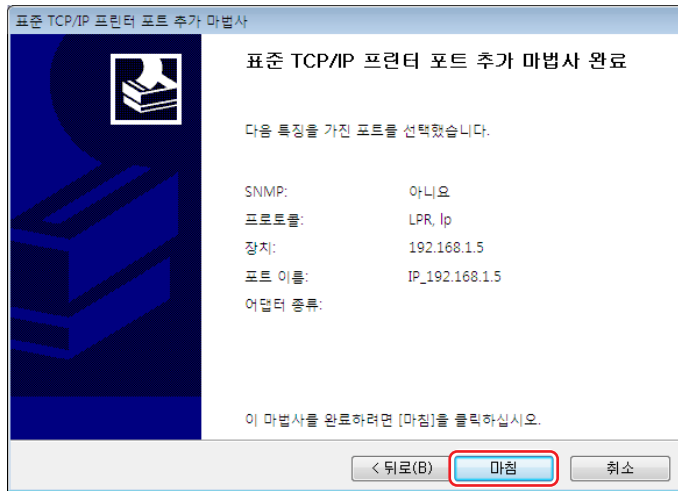 표준 TCP/IP 프린터 포트 추가 마법사
표준 TCP/IP 프린터 포트 추가 마법사 완료
다음 특징을 가진 포트를 선택했습니다.
SNMP: 아니요
프로토콜: LPR, lp
장치: 192.168.1.5
포트 이름: IP_192.168.1.5
어댑터 종류:
이 마법사를 완료하려면 [마침]을 클릭하십시오.
< 뒤로(B) 마침 취소